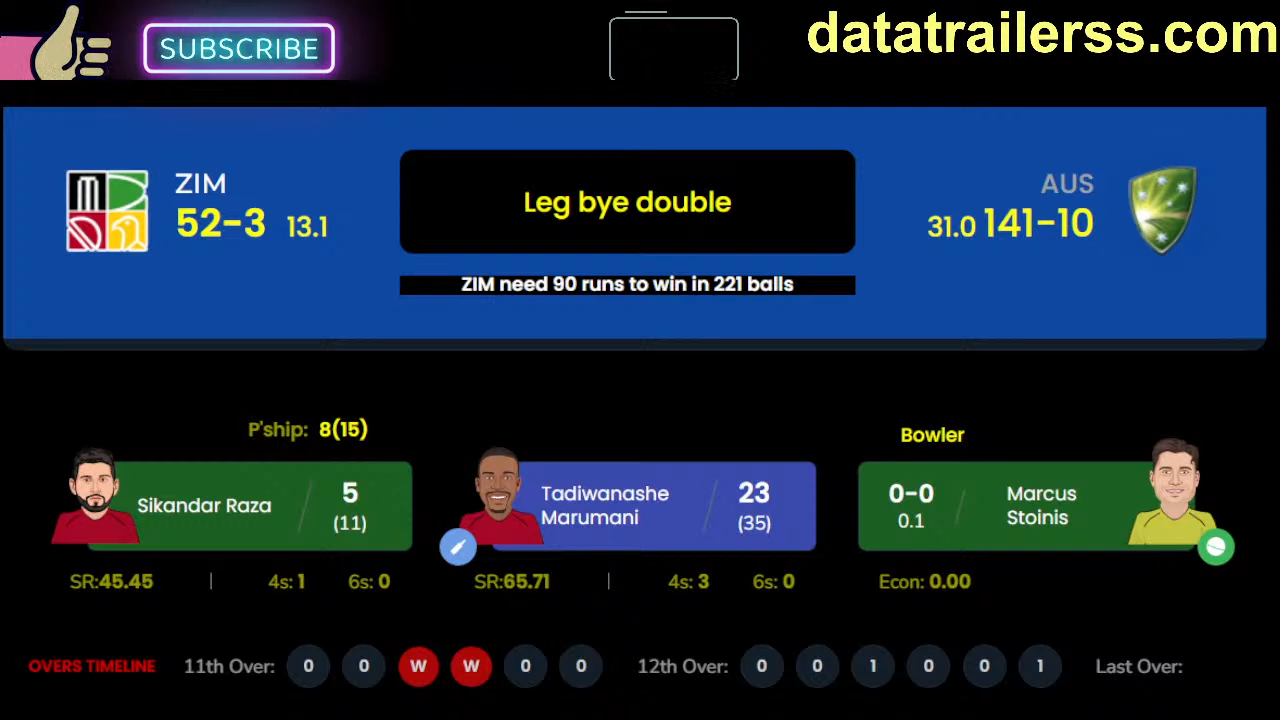 SUBSCRIBE
datatrailerss.com
ZIM
52-3 13.1
Leg bye double
AUS
31.0 141-10
ZIM need 90 runs to win in 221 balls
P'ship: 8(15)
Bowler
Sikandar Raza
5
(11)
Tadiwanashe
Marumani
23
(35)
0-0
0.1
Marcus
Stoinis
SR:45.45 | 4s: 1 6s: 0
SR:65.71 | 4s: 3 6s: 0
Econ: 0.00
OVERS TIMELINE 11th Over: 0 0 W W 0 0 12th Over: 0 0 1 0 0 1 Last Over: